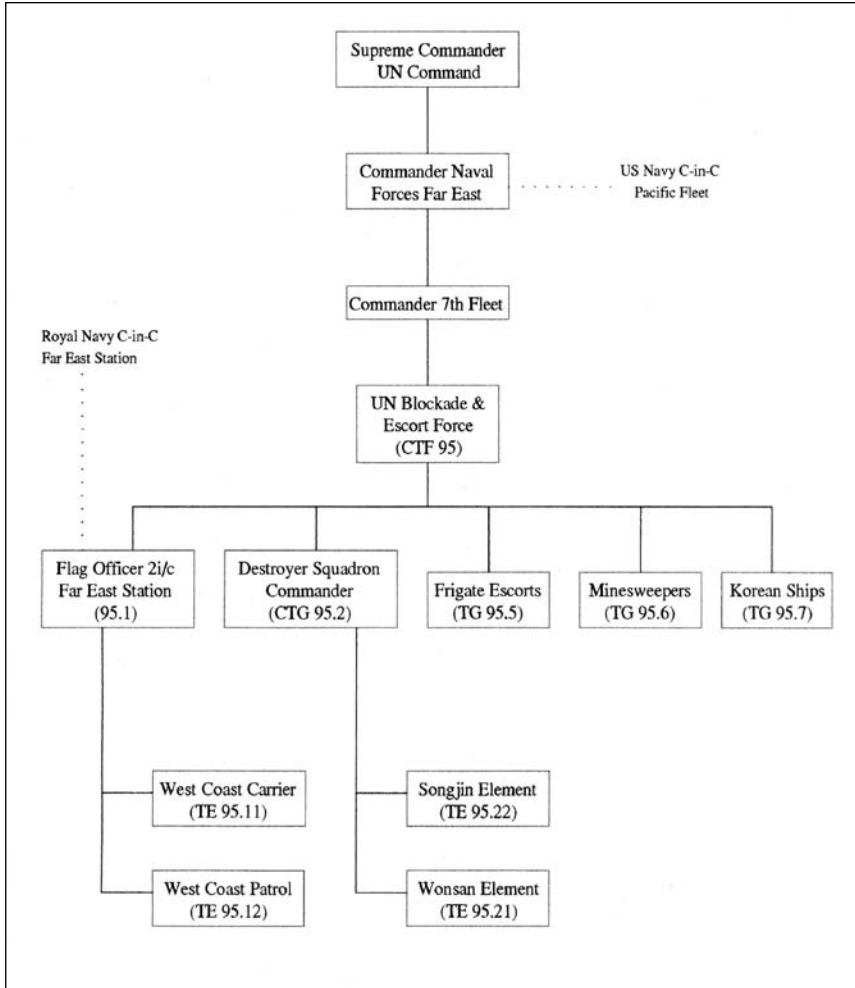 Supreme Commander
UN Command
Commander Naval
Forces Far East
US Navy C-in-C
Pacific Fleet
Commander 7th Fleet
Royal Navy C-in-C
Far East Station
UN Blockade &
Escort Force
(CTF 95)
Flag Officer 2i/c
Far East Station
(95.1)
Destroyer Squadron
Commander
(CTG 95.2)
Frigate Escorts
(TG 95.5)
Minesweepers
(TG 95.6)
Korean Ships
(TG 95.7)
West Coast Carrier
(TE 95.11)
Songjin Element
(TE 95.22)
West Coast Patrol
(TE 95.12)
Wonsan Element
(TE 95.21)